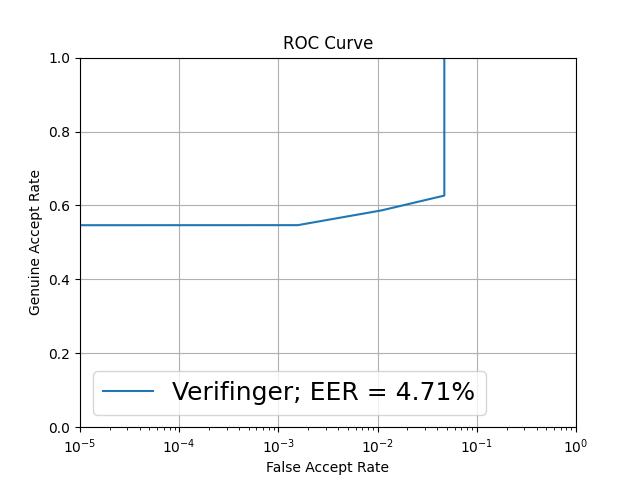 ROC Curve
1.0
0.8
0.6
0.4
0.2
0.0
Genuine Accept Rate
Verifinger; EER = 4.71%
10⁻⁵ 10⁻⁴ 10⁻³ 10⁻² 10⁻¹ 10⁰
False Accept Rate